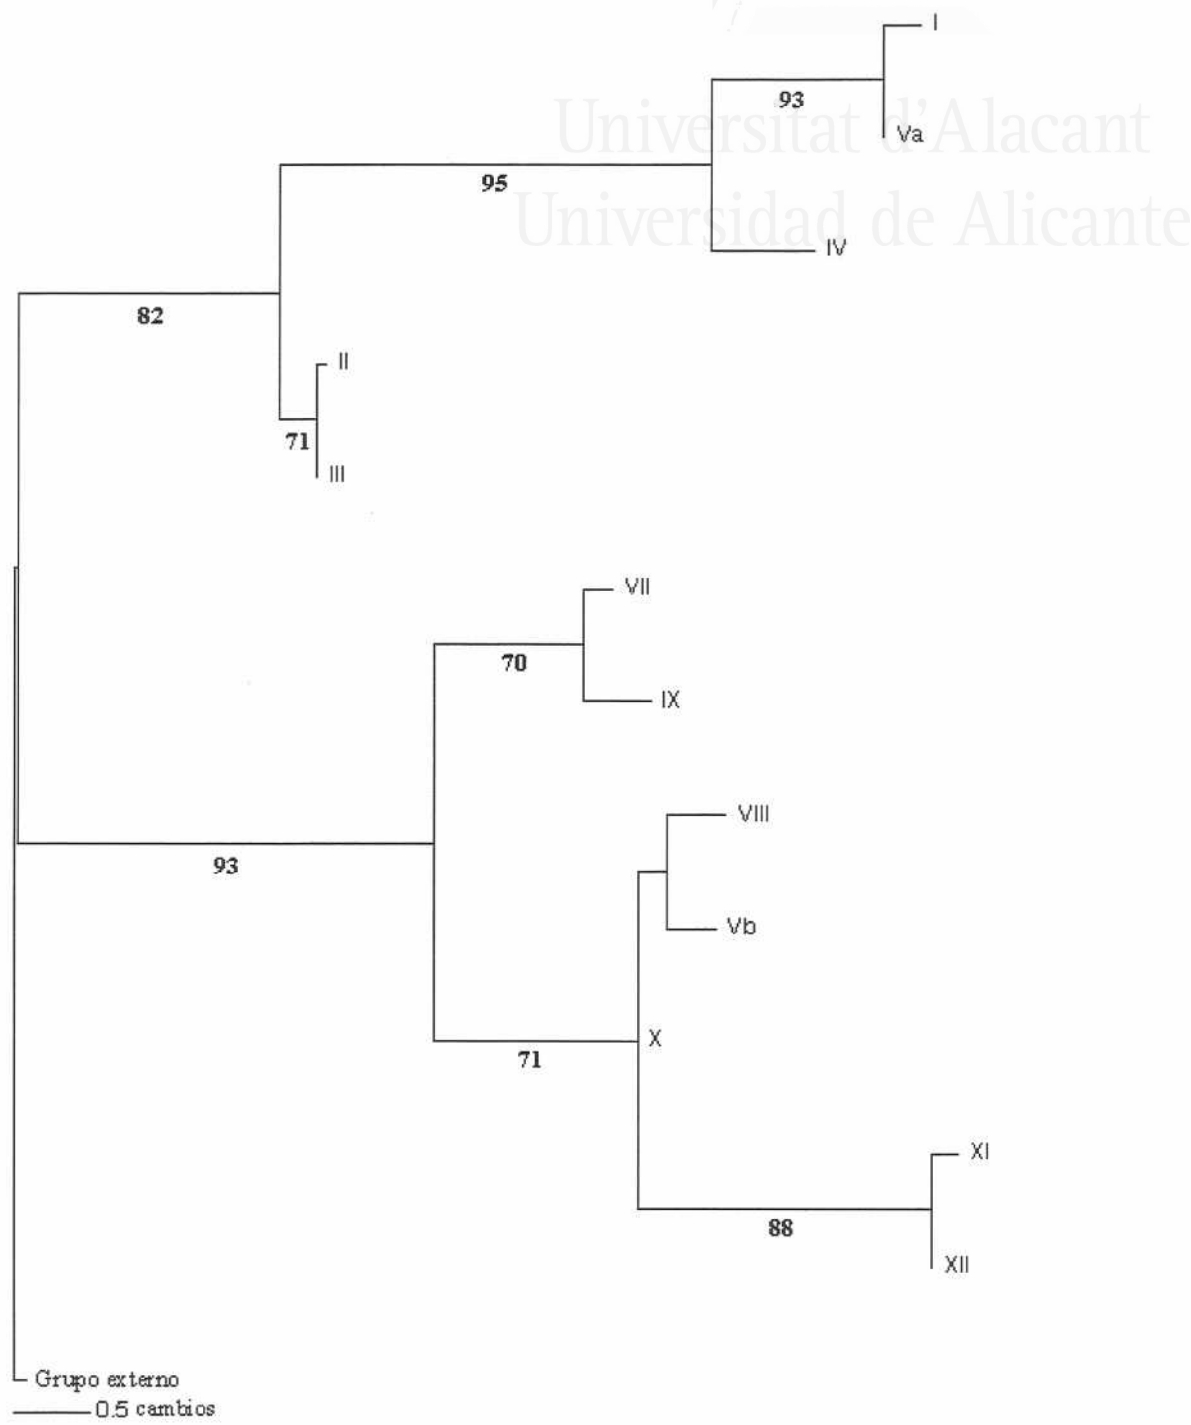 I
93
Universitat d'Alacant
Va
95
Universidad de Alicante
IV
82
II
71
III
VII
70
IX
VIII
93
Vb
X
71
XI
88
XII
Grupo externo
0.5 cambios